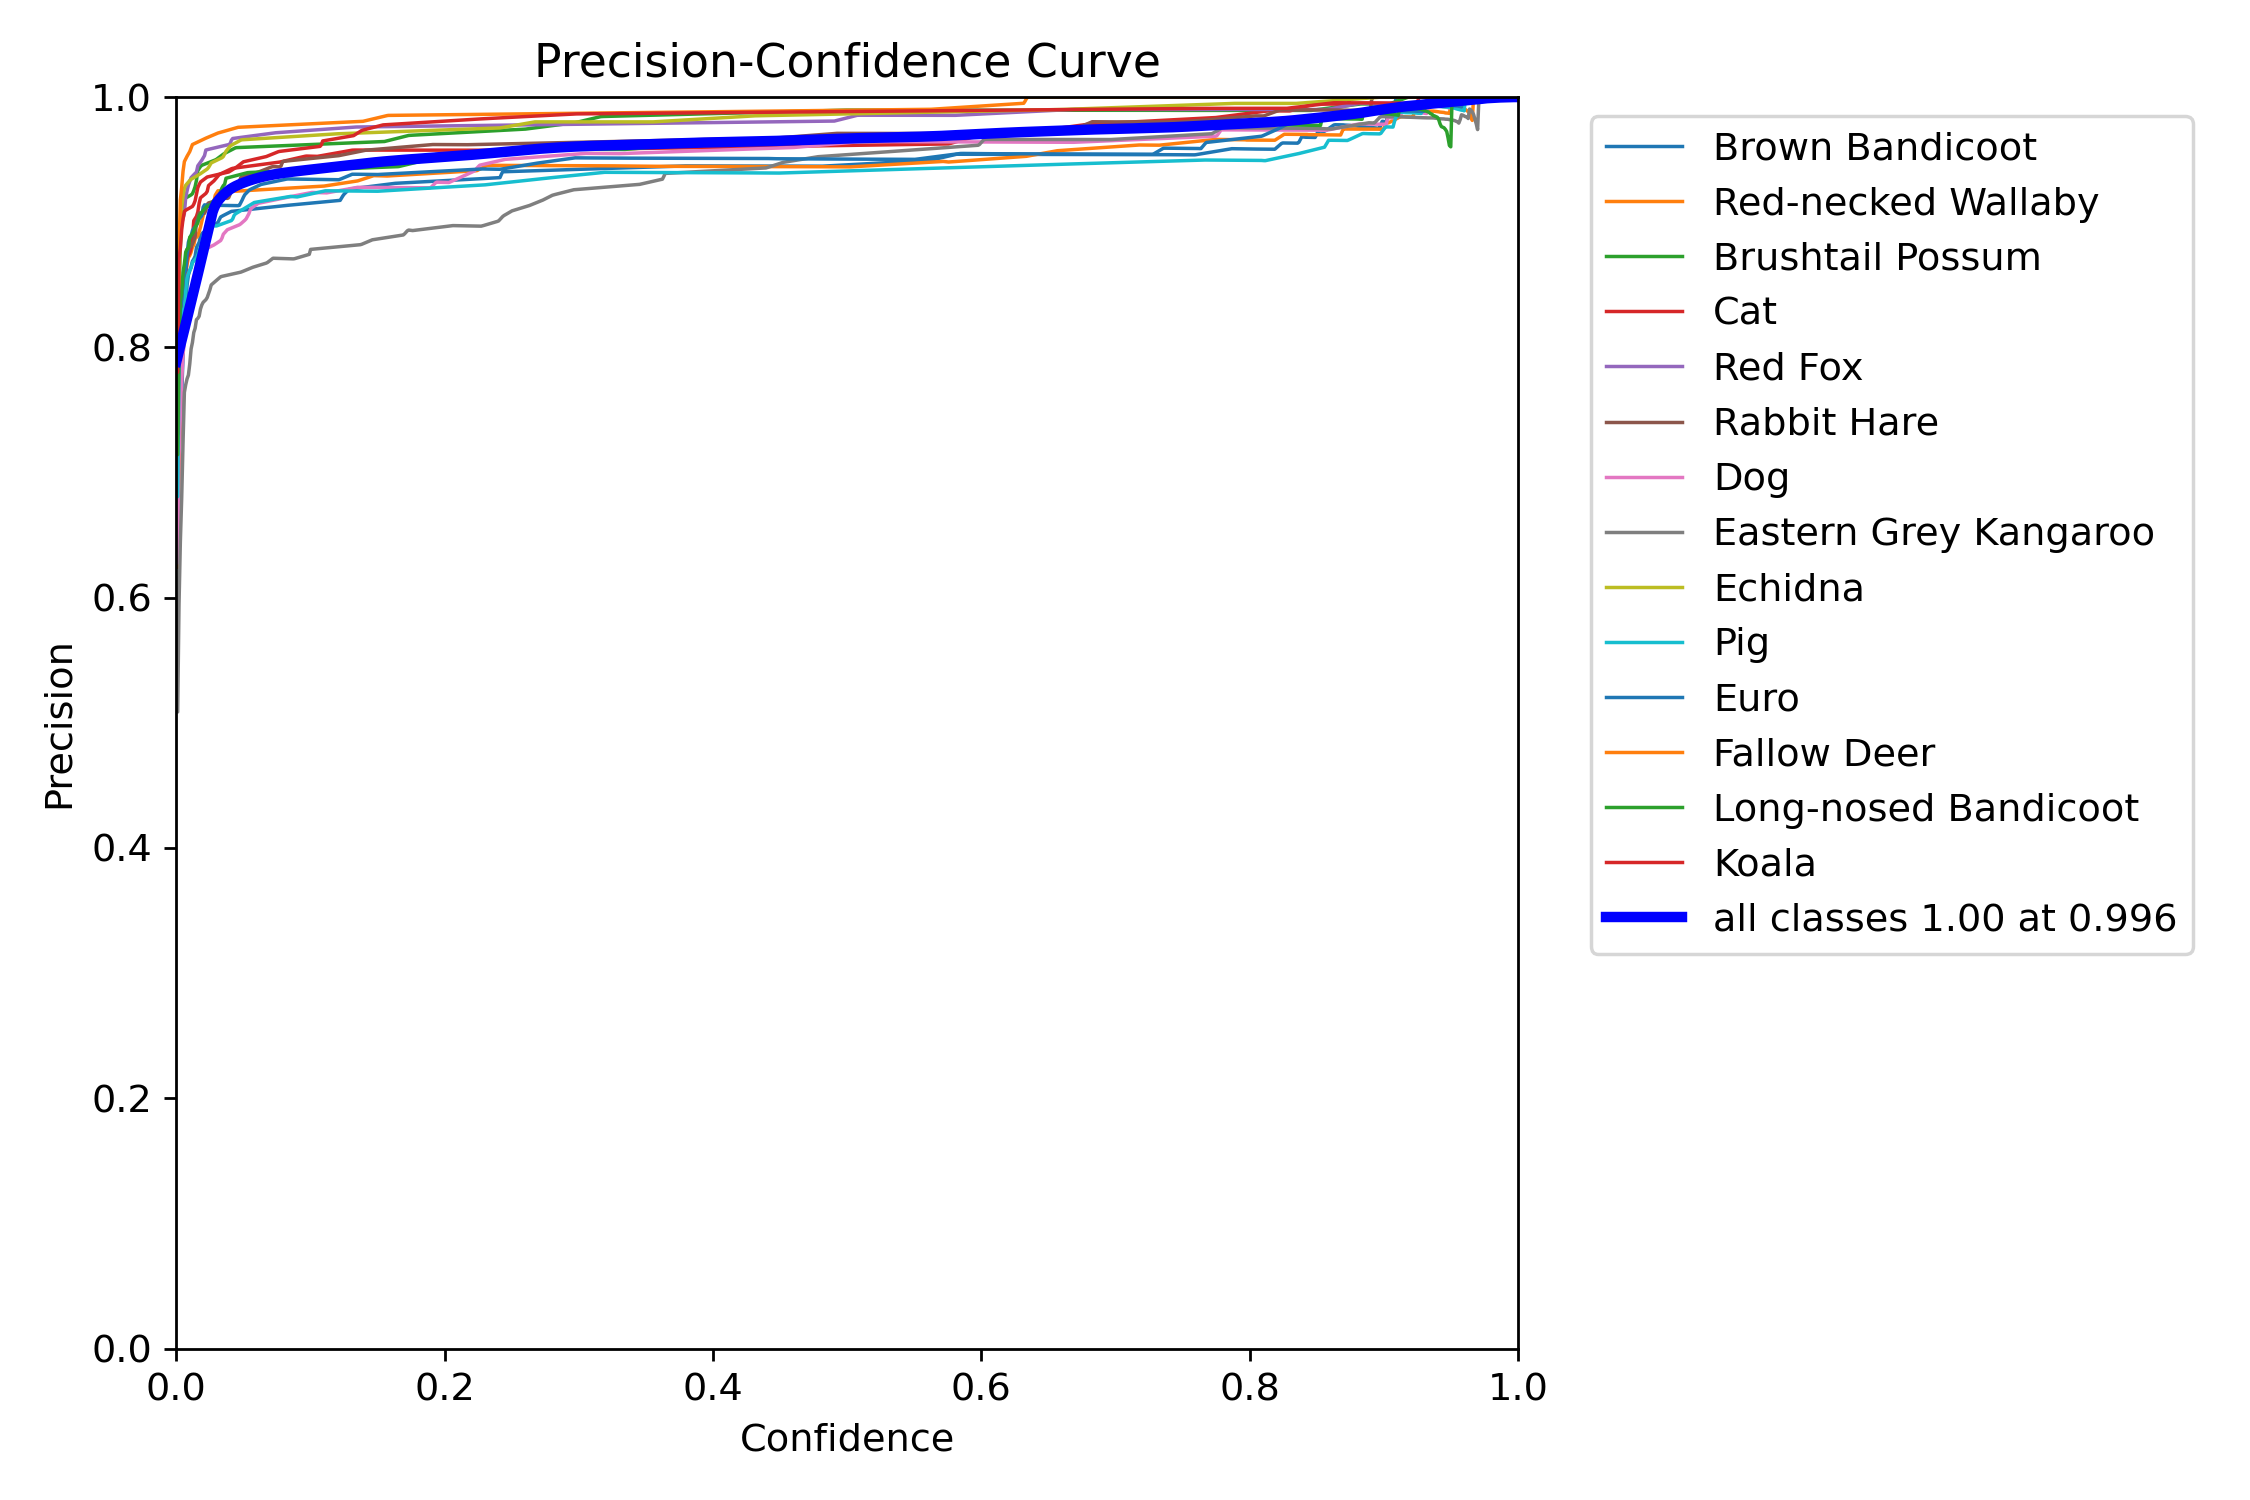 Precision-Confidence Curve
1.0
0.8
0.6
0.4
0.2
0.0
Precision
0.0 0.2 0.4 0.6 0.8 1.0
Confidence
Brown Bandicoot
Red-necked Wallaby
Brushtail Possum
Cat
Red Fox
Rabbit Hare
Dog
Eastern Grey Kangaroo
Echidna
Pig
Euro
Fallow Deer
Long-nosed Bandicoot
Koala
all classes 1.00 at 0.996